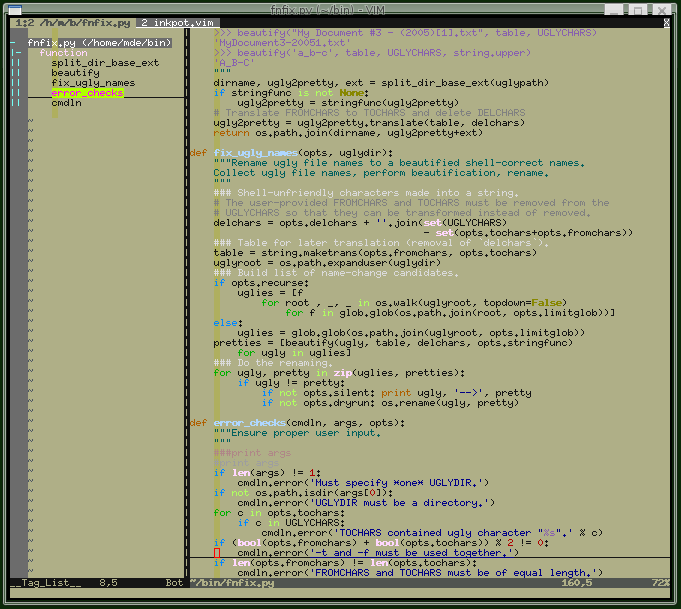 fnfix.py (~/bin) - VIM
1:2 /h/m/b/fnfix.py  2 inkpot.vim  X
fnfix.py (/home/mde/bin)
function
split_dir_base_ext
beautify
fix_ugly_names
error_checks
cmdln
__Tag_List__   8,5   Bot
>>> beautify("My Document #3 - (2005)[1].txt", table, UGLYCHARS)
'MyDocument3-20051.txt'
>>> beautify('a_b-c', table, UGLYCHARS, string.upper)
'A_B-C'
"""
dirname, ugly2pretty, ext = split_dir_base_ext(uglypath)
if stringfunc is not None:
    ugly2pretty = stringfunc(ugly2pretty)
# Translate FROMCHARS to TOCHARS and delete DELCHARS
ugly2pretty = ugly2pretty.translate(table, delchars)
return os.path.join(dirname, ugly2pretty+ext)
def fix_ugly_names(opts, uglydir):
    """Rename ugly file names to a beautified shell-correct names.
    Collect ugly file names, perform beautification, rename.
    """
    ### Shell-unfriendly characters made into a string.
    # The user-provided FROMCHARS and TOCHARS must be removed from the
    # UGLYCHARS so that they can be transformed instead of removed.
    delchars = opts.delchars + ''.join(set(UGLYCHARS)
                                       - set(opts.tochars+opts.fromchars))
    ### Table for later translation (removal of `delchars`).
    table = string.maketrans(opts.fromchars, opts.tochars)
    uglyroot = os.path.expanduser(uglydir)
    ### Build list of name-change candidates.
    if opts.recurse:
        uglies = [f
            for root , _, _ in os.walk(uglyroot, topdown=False)
                for f in glob.glob(os.path.join(root, opts.limitglob))]
    else:
        uglies = glob.glob(os.path.join(uglyroot, opts.limitglob))
    pretties = [beautify(ugly, table, delchars, opts.stringfunc)
        for ugly in uglies]
    ### Do the renaming.
    for ugly, pretty in zip(uglies, pretties):
        if ugly != pretty:
            if not opts.silent: print ugly, '-->', pretty
            if not opts.dryrun: os.rename(ugly, pretty)
def error_checks(cmdln, args, opts):
    """Ensure proper user input.
    """
    ###print args
    #print args
    if len(args) != 1:
        cmdln.error('Must specify *one* UGLYDIR.')
    if not os.path.isdir(args[0]):
        cmdln.error('UGLYDIR must be a directory.')
    for c in opts.tochars:
        if c in UGLYCHARS:
            cmdln.error('TOCHARS contained ugly character "%s".' % c)
    if (bool(opts.fromchars) + bool(opts.tochars)) % 2 != 0:
        cmdln.error('-t and -f must be used together.')
    if len(opts.fromchars) != len(opts.tochars):
        cmdln.error('FROMCHARS and TOCHARS must be of equal length.')
~/bin/fnfix.py   160,5   72%